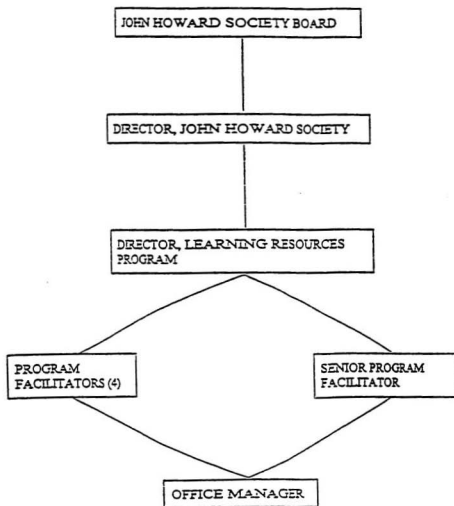 JOHN HOWARD SOCIETY BOARD
DIRECTOR, JOHN HOWARD SOCIETY
DIRECTOR, LEARNING RESOURCES
PROGRAM
PROGRAM
FACILITATORS (4)
SENIOR PROGRAM
FACILITATOR
OFFICE MANAGER